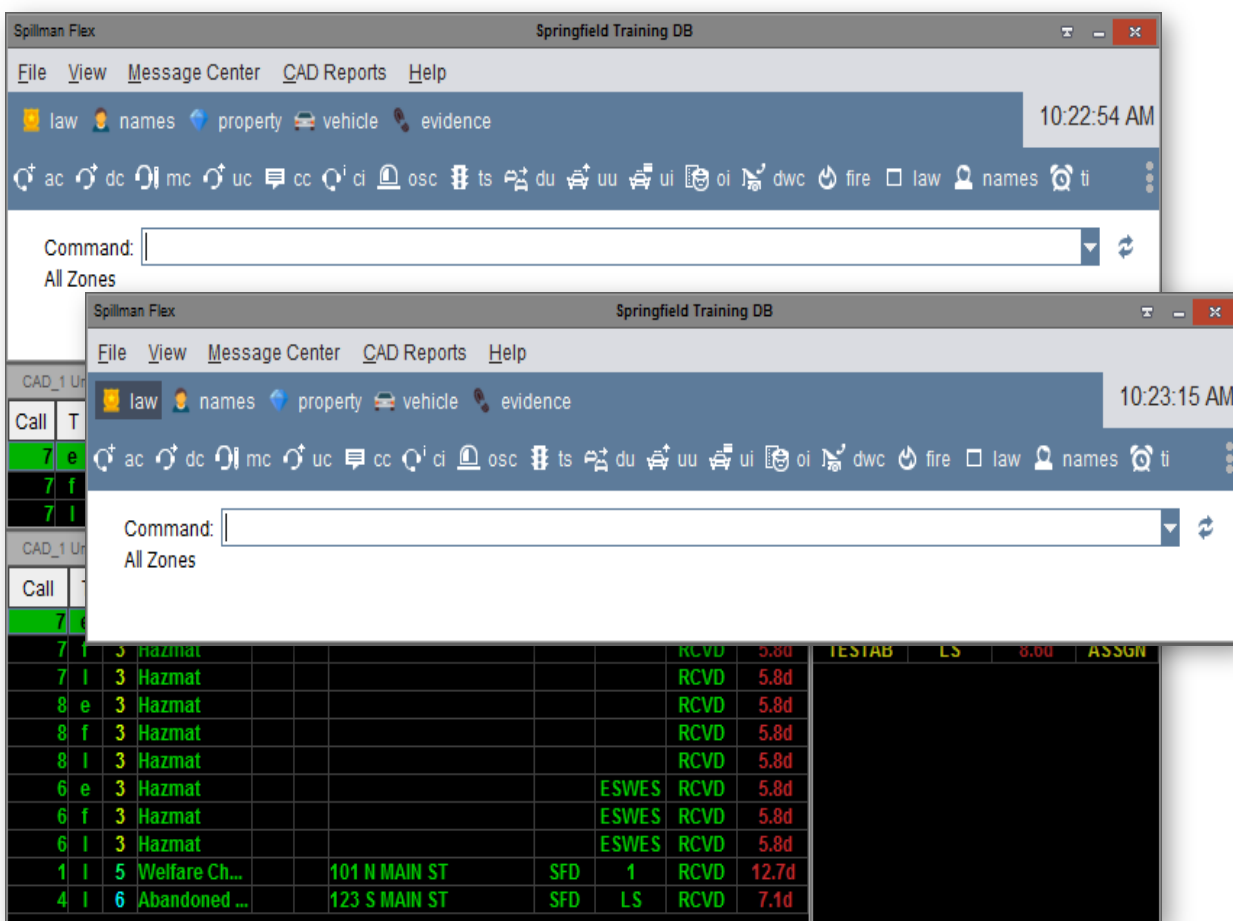 Spillman Flex Springfield Training DB
File View Message Center CAD Reports Help
law names property vehicle evidence 10:22:54 AM
ac dc mc uc cc ci osc ts du uu ui oi dwc fire law names ti
Command:
All Zones
Spillman Flex Springfield Training DB
File View Message Center CAD Reports Help
law names property vehicle evidence 10:23:15 AM
ac dc mc uc cc ci osc ts du uu ui oi dwc fire law names ti
Command:
All Zones
CAD_1 Un
Call T
7 e
7 f
7 l
CAD_1 Un
Call
7
7 f 3 Hazmat RCVD 5.8d TESTAB LS 8.6d ASSGN
7 l 3 Hazmat RCVD 5.8d
8 e 3 Hazmat RCVD 5.8d
8 f 3 Hazmat RCVD 5.8d
8 l 3 Hazmat RCVD 5.8d
6 e 3 Hazmat ESWES RCVD 5.8d
6 f 3 Hazmat ESWES RCVD 5.8d
6 l 3 Hazmat ESWES RCVD 5.8d
1 l 5 Welfare Ch... 101 N MAIN ST SFD 1 RCVD 12.7d
4 l 6 Abandoned ... 123 S MAIN ST SFD LS RCVD 7.1d